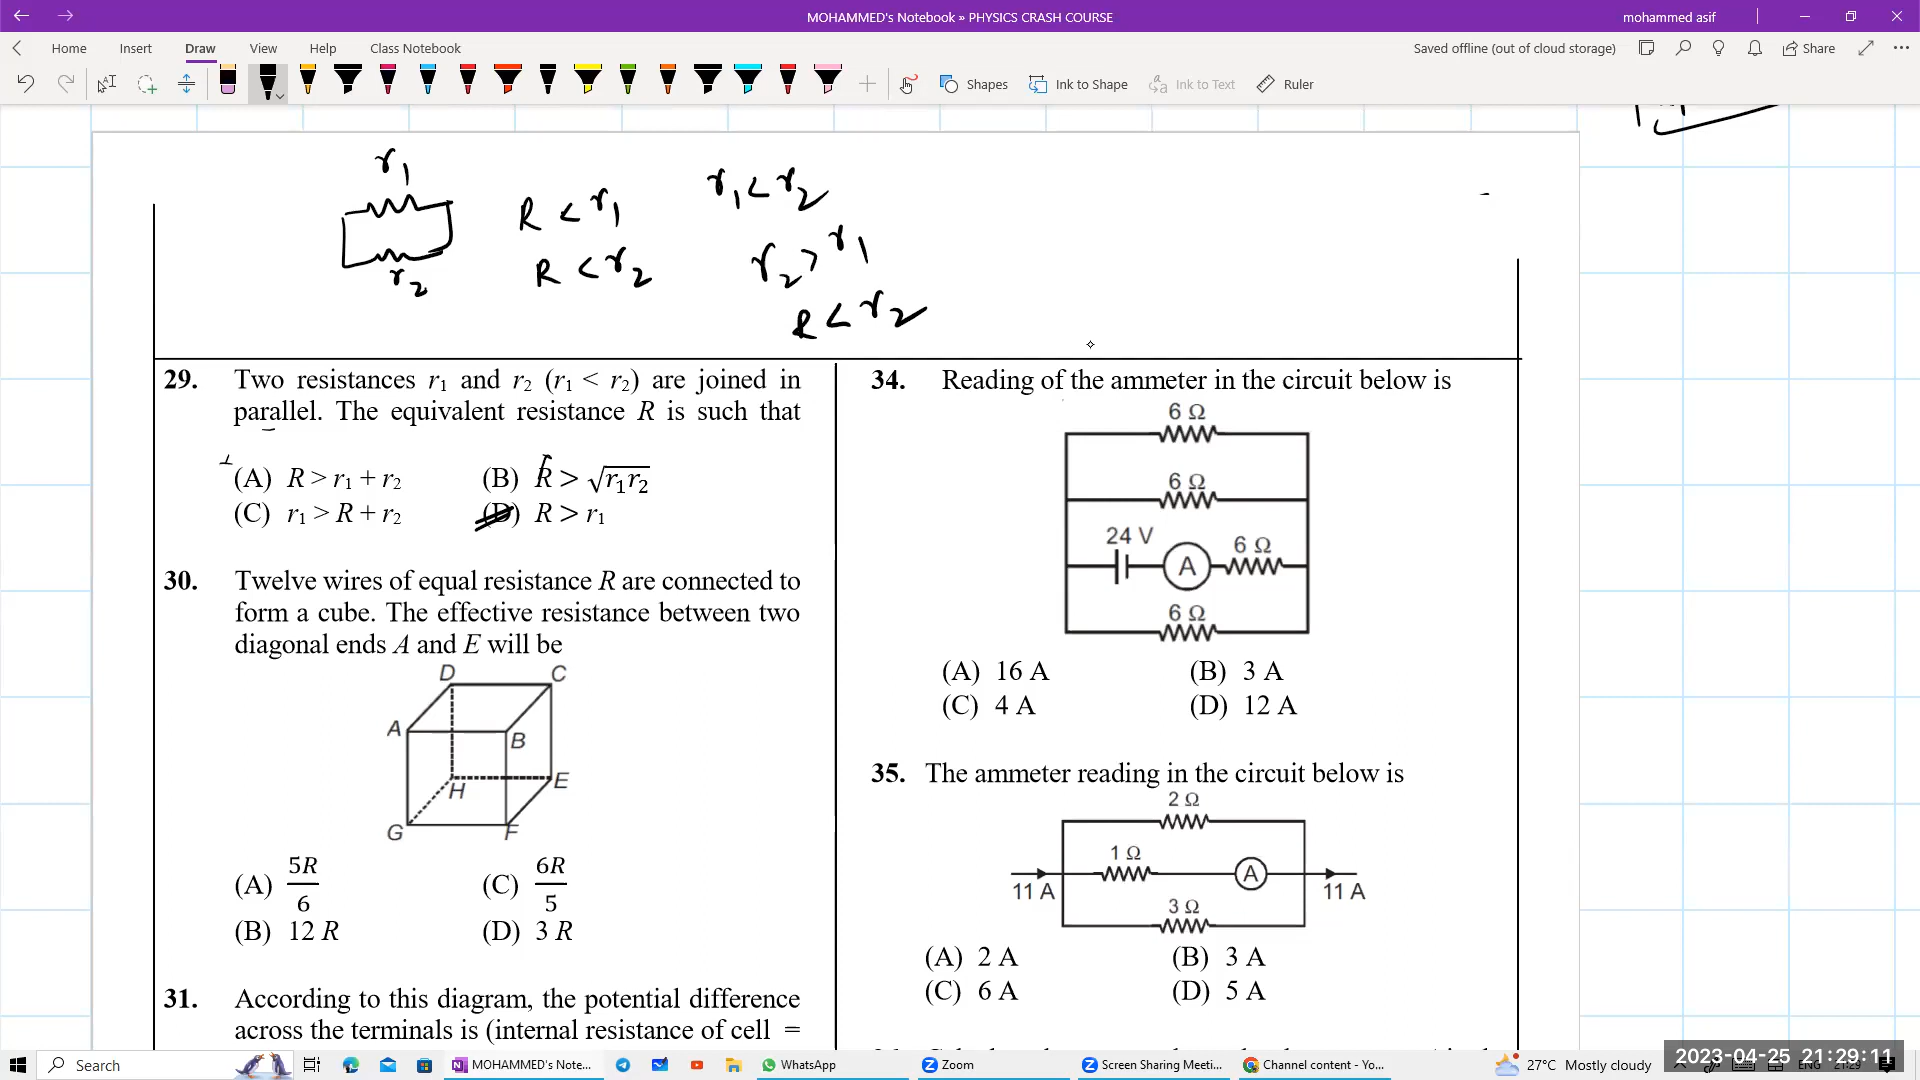 MOHAMMED's Notebook » PHYSICS CRASH COURSE
mohammed asif
Home Insert Draw View Help Class Notebook
Saved offline (out of cloud storage)
Share
Shapes
Ink to Shape
Ink to Text
Ruler
r1
r2
R < r1
R < r2
r1 < r2
r2 > r1
R < r2
29. Two resistances r₁ and r₂ (r₁ < r₂) are joined in
parallel. The equivalent resistance R is such that
(A) R > r₁ + r₂ (B) R > √r₁r₂
(C) r₁ > R + r₂ (D) R > r₁
30. Twelve wires of equal resistance R are connected to
form a cube. The effective resistance between two
diagonal ends A and E will be
D C
A B
H E
G F
(A) 5R/6 (C) 6R/5
(B) 12 R (D) 3 R
31. According to this diagram, the potential difference
across the terminals is (internal resistance of cell =
34. Reading of the ammeter in the circuit below is
6 Ω
6 Ω
24 V A 6 Ω
6 Ω
(A) 16 A (B) 3 A
(C) 4 A (D) 12 A
35. The ammeter reading in the circuit below is
2 Ω
1 Ω A
11 A 11 A
3 Ω
(A) 2 A (B) 3 A
(C) 6 A (D) 5 A
Search
MOHAMMED's Note...
WhatsApp
Zoom
Screen Sharing Meeti...
Channel content - Yo...
27°C Mostly cloudy
2023-04-25 21:29:11